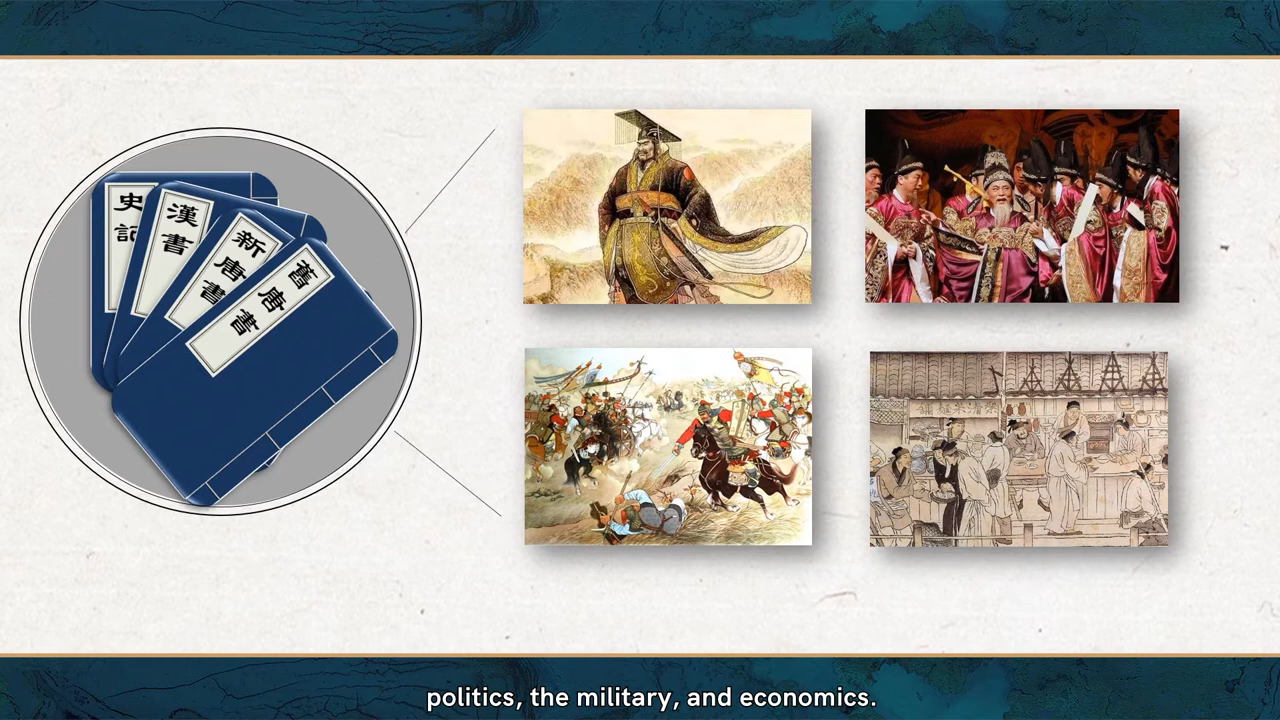 史記
漢書
新唐書
舊唐書
politics, the military, and economics.